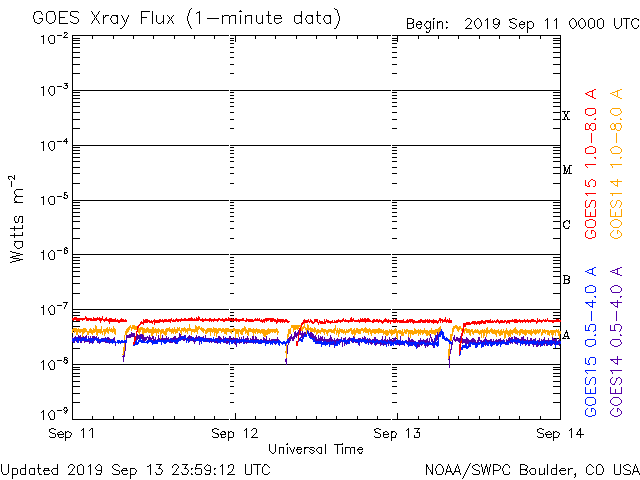 GOES Xray Flux (1-minute data)
Begin: 2019 Sep 11 0000 UTC
10^-2
10^-3
10^-4
10^-5
10^-6
10^-7
10^-8
10^-9
Watts m^-2
X
M
C
B
A
GOES15 1.0-8.0 A
GOES14 1.0-8.0 A
GOES15 0.5-4.0 A
GOES14 0.5-4.0 A
Sep 11
Sep 12
Sep 13
Sep 14
Universal Time
Updated 2019 Sep 13 23:59:12 UTC
NOAA/SWPC Boulder, CO USA